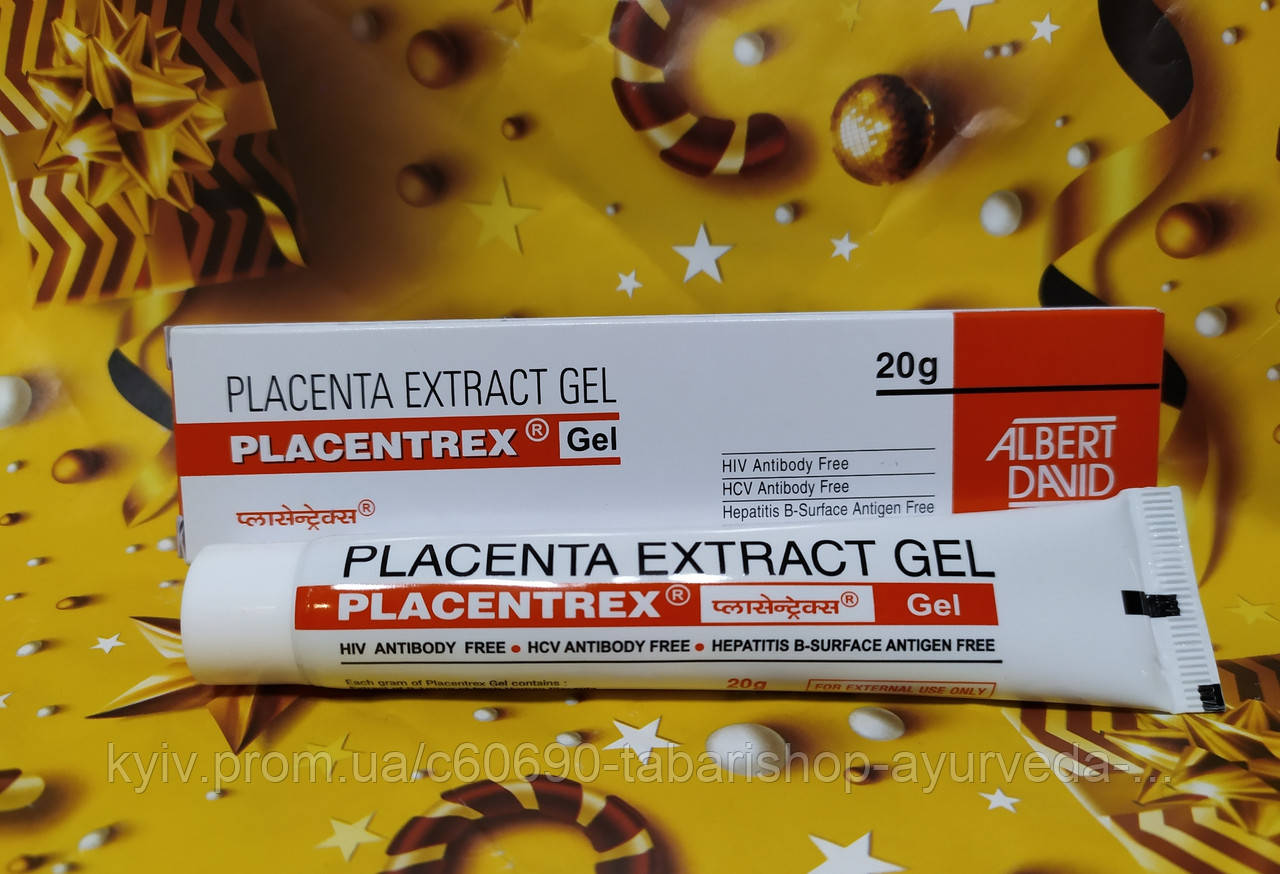 PLACENTA EXTRACT GEL
PLACENTREX® Gel
प्लासेन्ट्रेक्स®
20g
HIV Antibody Free
HCV Antibody Free
Hepatitis B-Surface Antigen Free
ALBERT
DAVID
PLACENTA EXTRACT GEL
PLACENTREX® प्लासेन्ट्रेक्स® Gel
HIV ANTIBODY FREE • HCV ANTIBODY FREE • HEPATITIS B-SURFACE ANTIGEN FREE
Each gram of Placentrex Gel contains :
20g
FOR EXTERNAL USE ONLY
kyiv.prom.ua/c60690-tabarishop-ayurveda-...